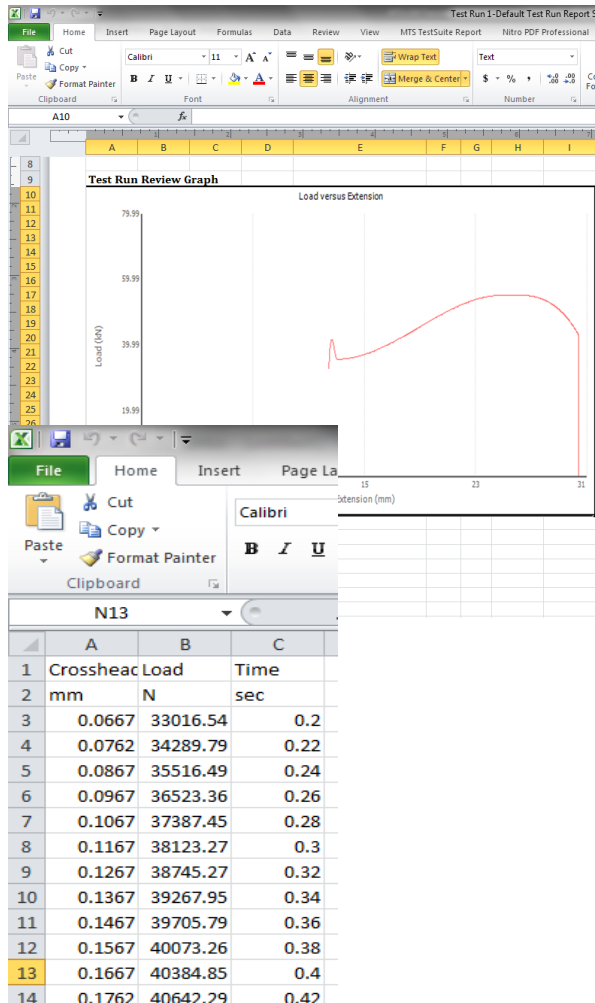 Test Run 1-Default Test Run Report S
File Home Insert Page Layout Formulas Data Review View MTS TestSuite Report Nitro PDF Professional
Cut
Copy
Format Painter
Paste
Clipboard
Calibri 11 A A
B I U A
Font
Wrap Text
Merge & Center
Alignment
Text
$ % , .00 .0
Number
A10 fx
A B C D E F G H I
8
9 Test Run Review Graph
10
11
12
13
14
15
16
17
18
19
20
21
22
23
24
25
26
Load versus Extension
79.99
59.99
39.99
19.99
Load (kN)
15 23 31
Extension (mm)
File Home Insert Page La
Cut
Copy
Format Painter
Paste
Clipboard
Calibri
B I U
N13
A B C
1 Crosshead Load Time
2 mm N sec
3 0.0667 33016.54 0.2
4 0.0762 34289.79 0.22
5 0.0867 35516.49 0.24
6 0.0967 36523.36 0.26
7 0.1067 37387.45 0.28
8 0.1167 38123.27 0.3
9 0.1267 38745.27 0.32
10 0.1367 39267.95 0.34
11 0.1467 39705.79 0.36
12 0.1567 40073.26 0.38
13 0.1667 40384.85 0.4
14 0.1762 40642.29 0.42